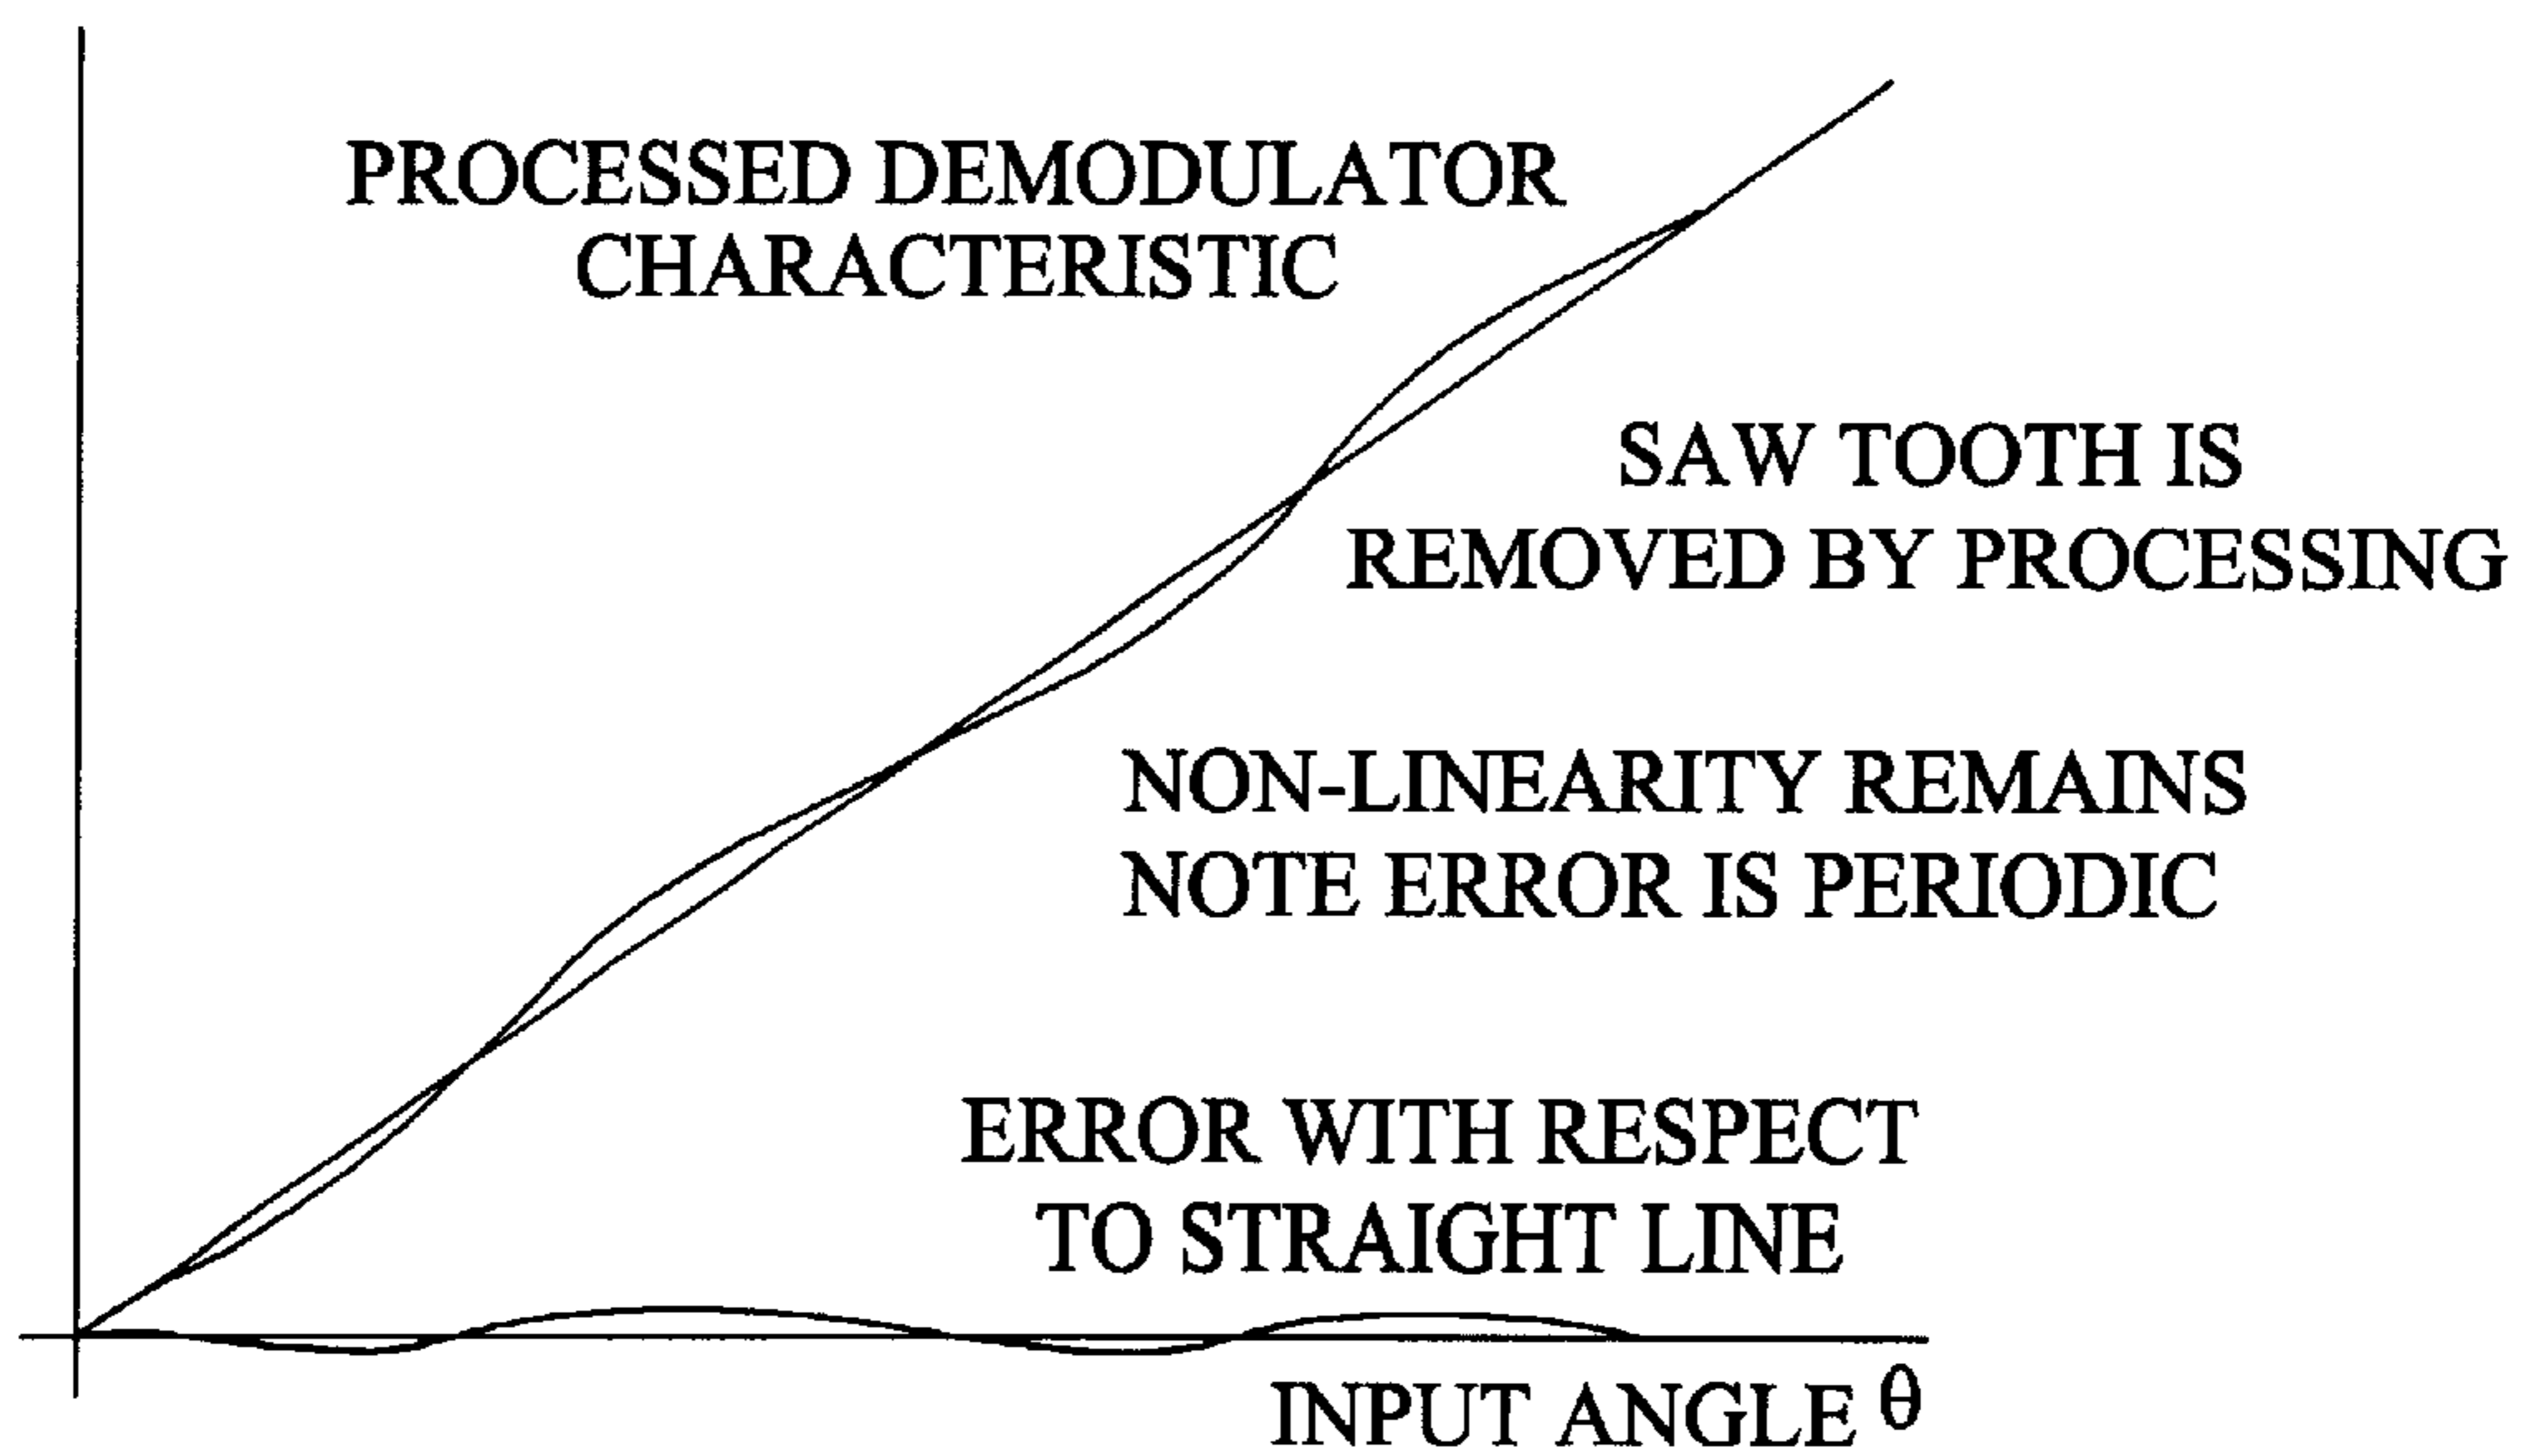 PROCESSED DEMODULATOR
CHARACTERISTIC
SAW TOOTH IS
REMOVED BY PROCESSING
NON-LINEARITY REMAINS
NOTE ERROR IS PERIODIC
ERROR WITH RESPECT
TO STRAIGHT LINE
INPUT ANGLE θ